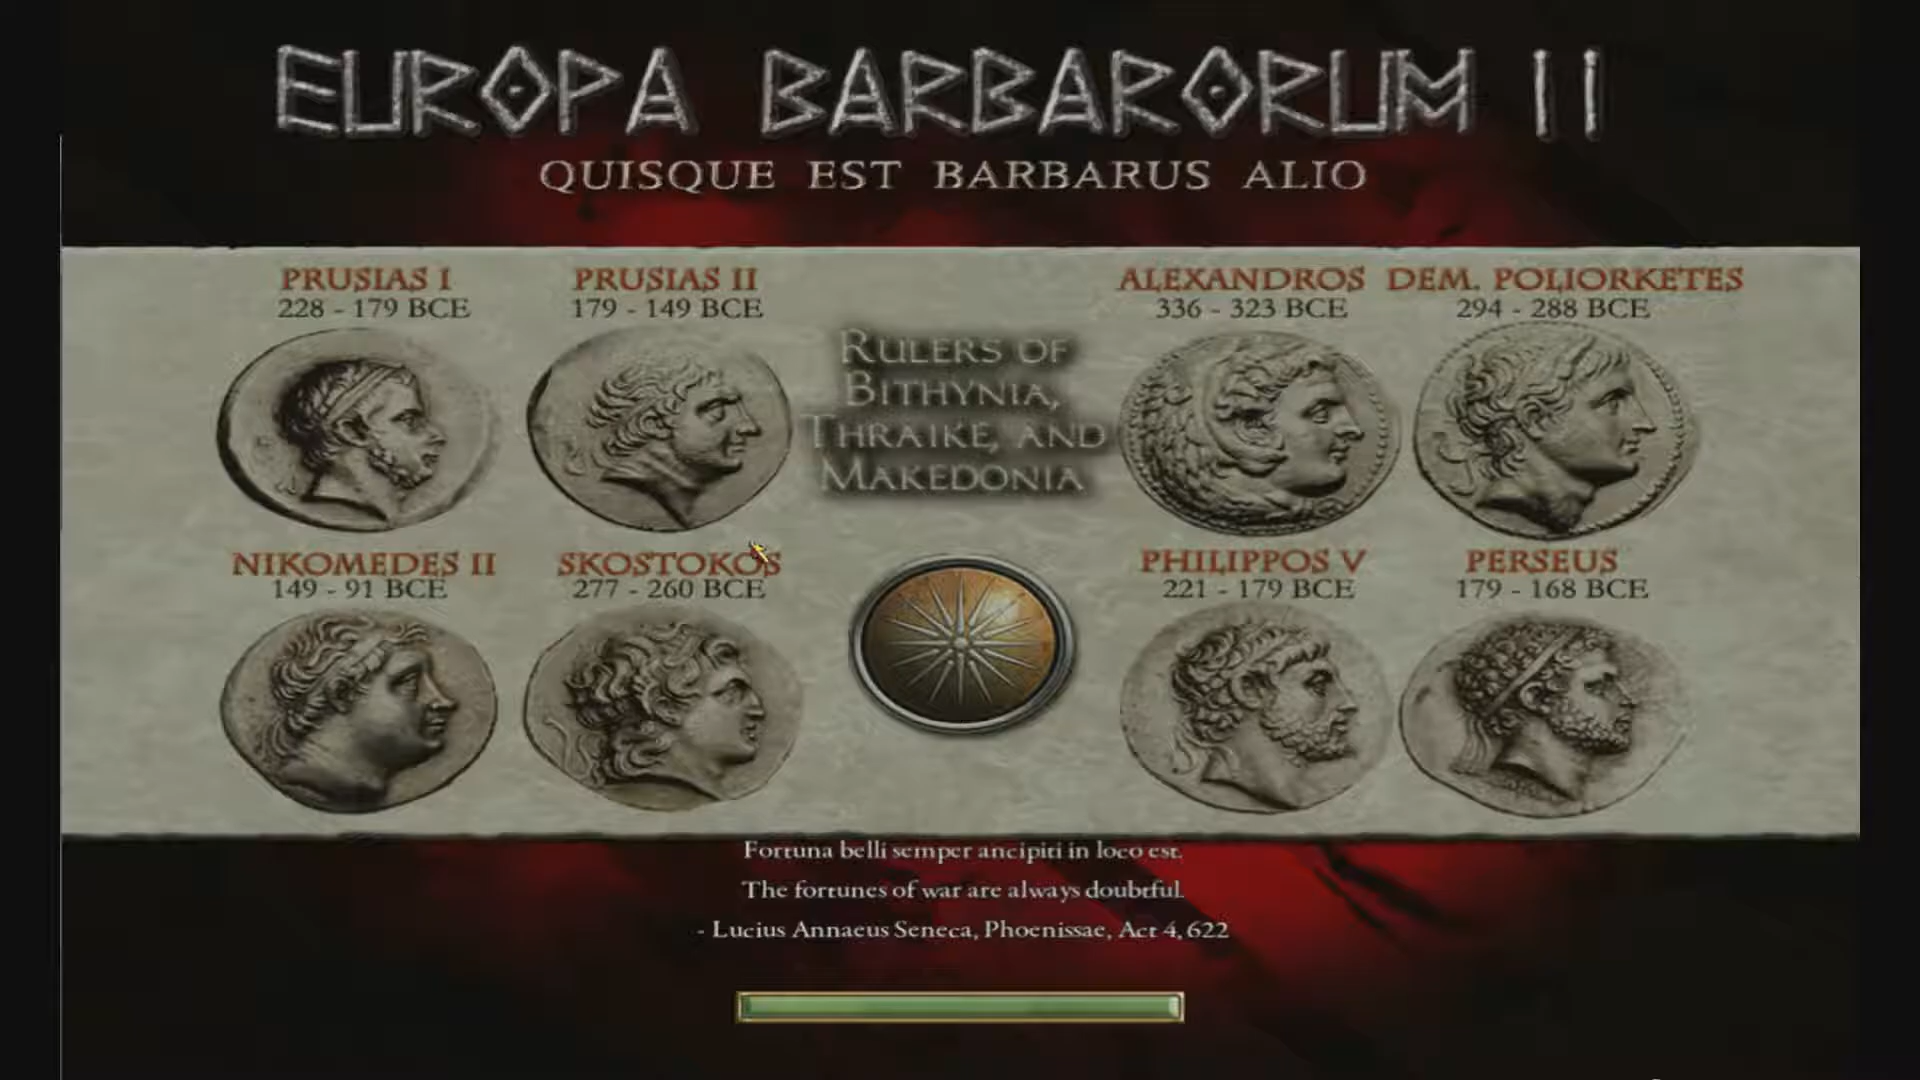 EUROPA BARBARORUM II
QUISQUE EST BARBARUS ALIO
PRUSIAS I
228 - 179 BCE
PRUSIAS II
179 - 149 BCE
RULERS OF
BITHYNIA,
THRAIKE, AND
MAKEDONIA
ALEXANDROS
336 - 323 BCE
DEM. POLIORKETES
294 - 288 BCE
NIKOMEDES II
149 - 91 BCE
SKOSTOKOS
277 - 260 BCE
PHILIPPOS V
221 - 179 BCE
PERSEUS
179 - 168 BCE
Fortuna belli semper ancipiti in loco est.
The fortunes of war are always doubtful.
- Lucius Annaeus Seneca, Phoenissae, Act 4, 622